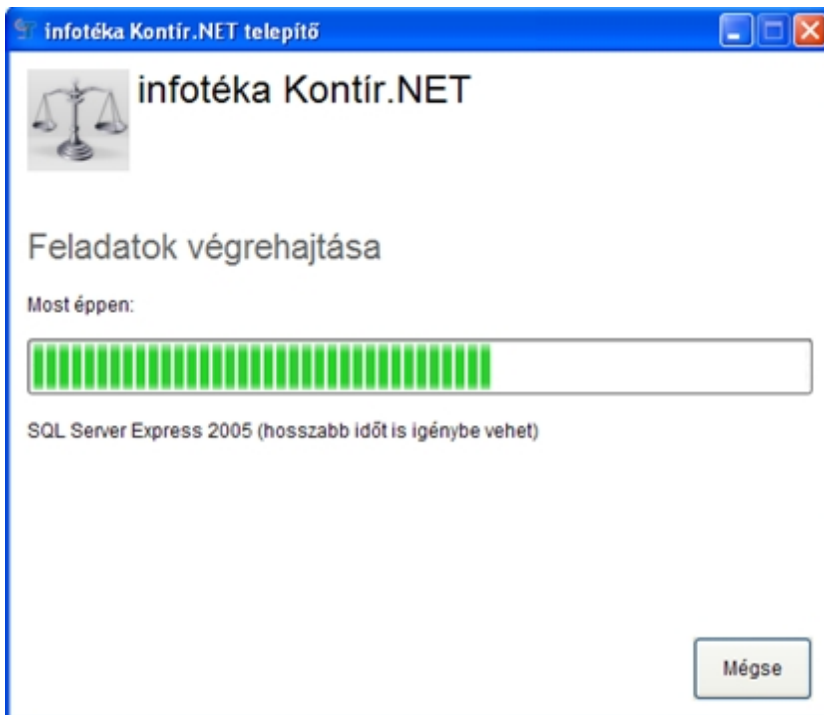 infotéka Kontír.NET telepítő
infotéka Kontír.NET
Feladatok végrehajtása
Most éppen:
SQL Server Express 2005 (hosszabb időt is igénybe vehet)
Mégse